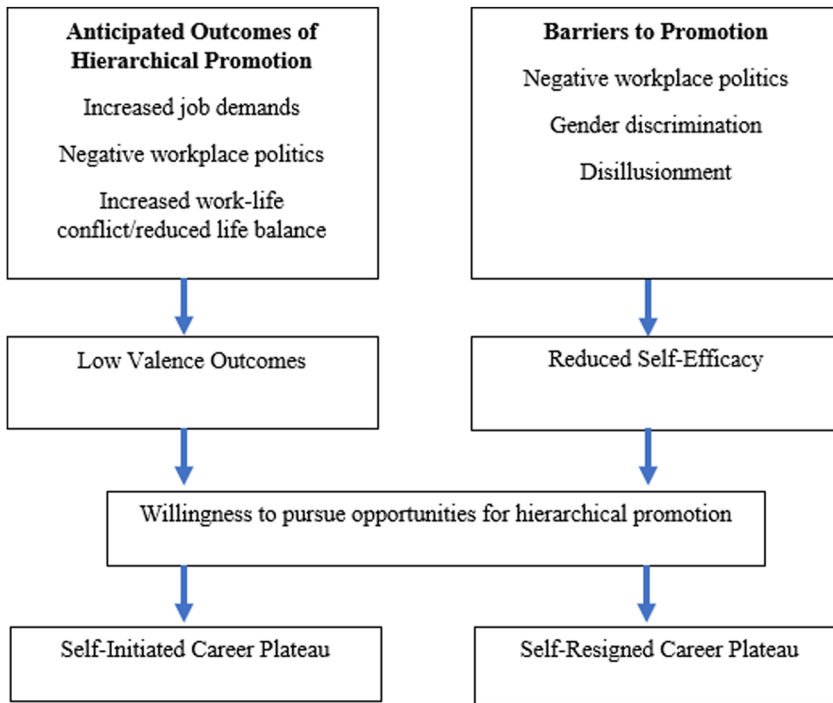 Anticipated Outcomes of
Hierarchical Promotion
Increased job demands
Negative workplace politics
Increased work-life
conflict/reduced life balance
Barriers to Promotion
Negative workplace politics
Gender discrimination
Disillusionment
Low Valence Outcomes
Reduced Self-Efficacy
Willingness to pursue opportunities for hierarchical promotion
Self-Initiated Career Plateau
Self-Resigned Career Plateau